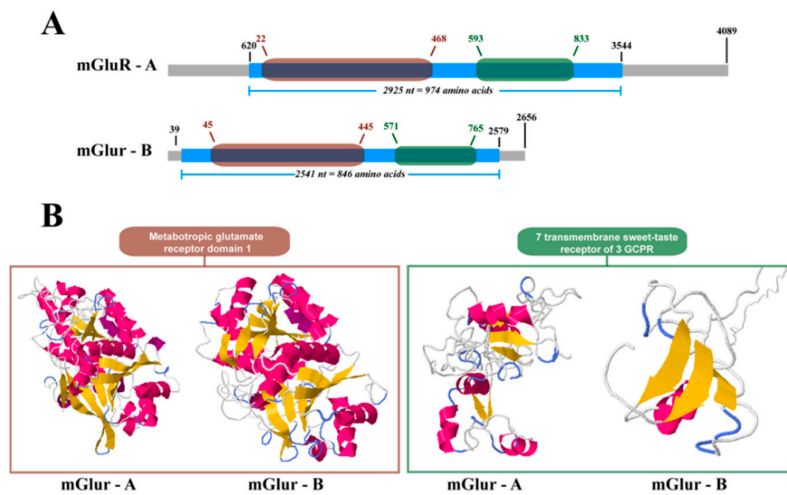 A
22
468
593
833
4089
620
3544
mGluR - A
2925 nt = 974 amino acids
2656
39
45
445
571
765
2579
mGlur - B
2541 nt = 846 amino acids
B
Metabotropic glutamate
receptor domain 1
7 transmembrane sweet-taste
receptor of 3 GCPR
mGlur - A
mGlur - B
mGlur - A
mGlur - B